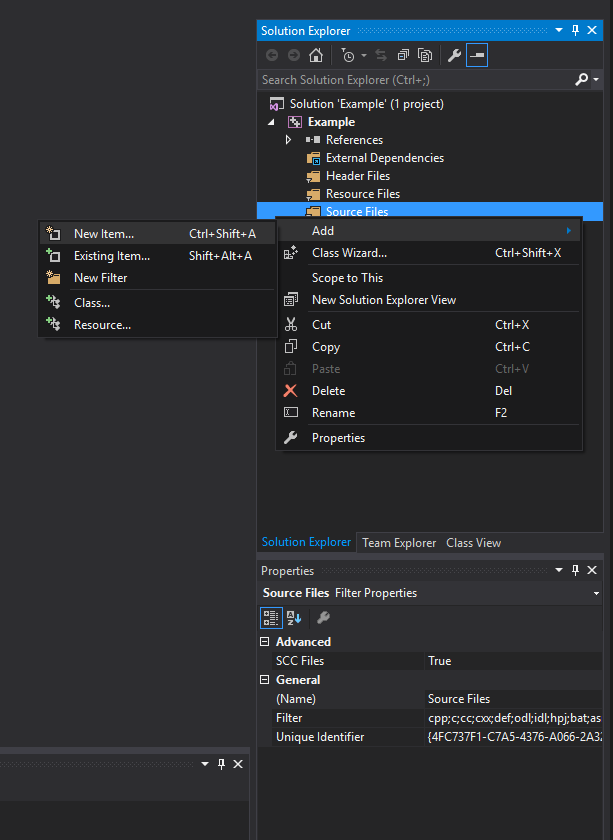 Solution Explorer
Search Solution Explorer (Ctrl+;)
Solution 'Example' (1 project)
Example
References
External Dependencies
Header Files
Resource Files
Source Files
Add
New Item... Ctrl+Shift+A
Existing Item... Shift+Alt+A
New Filter
Class...
Resource...
Class Wizard... Ctrl+Shift+X
Scope to This
New Solution Explorer View
Cut Ctrl+X
Copy Ctrl+C
Paste Ctrl+V
Delete Del
Rename F2
Properties
Solution Explorer Team Explorer Class View
Properties
Source Files Filter Properties
Advanced
SCC Files True
General
(Name) Source Files
Filter cpp;c;cc;cxx;def;odl;idl;hpj;bat;as
Unique Identifier {4FC737F1-C7A5-4376-A066-2A32